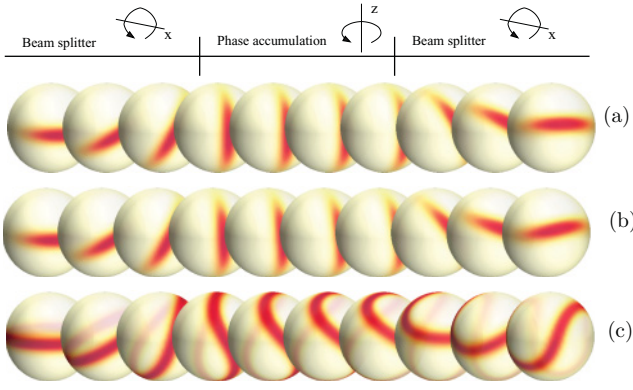 z
x
x
Beam splitter
Phase accumulation
Beam splitter
(a)
(b)
(c)